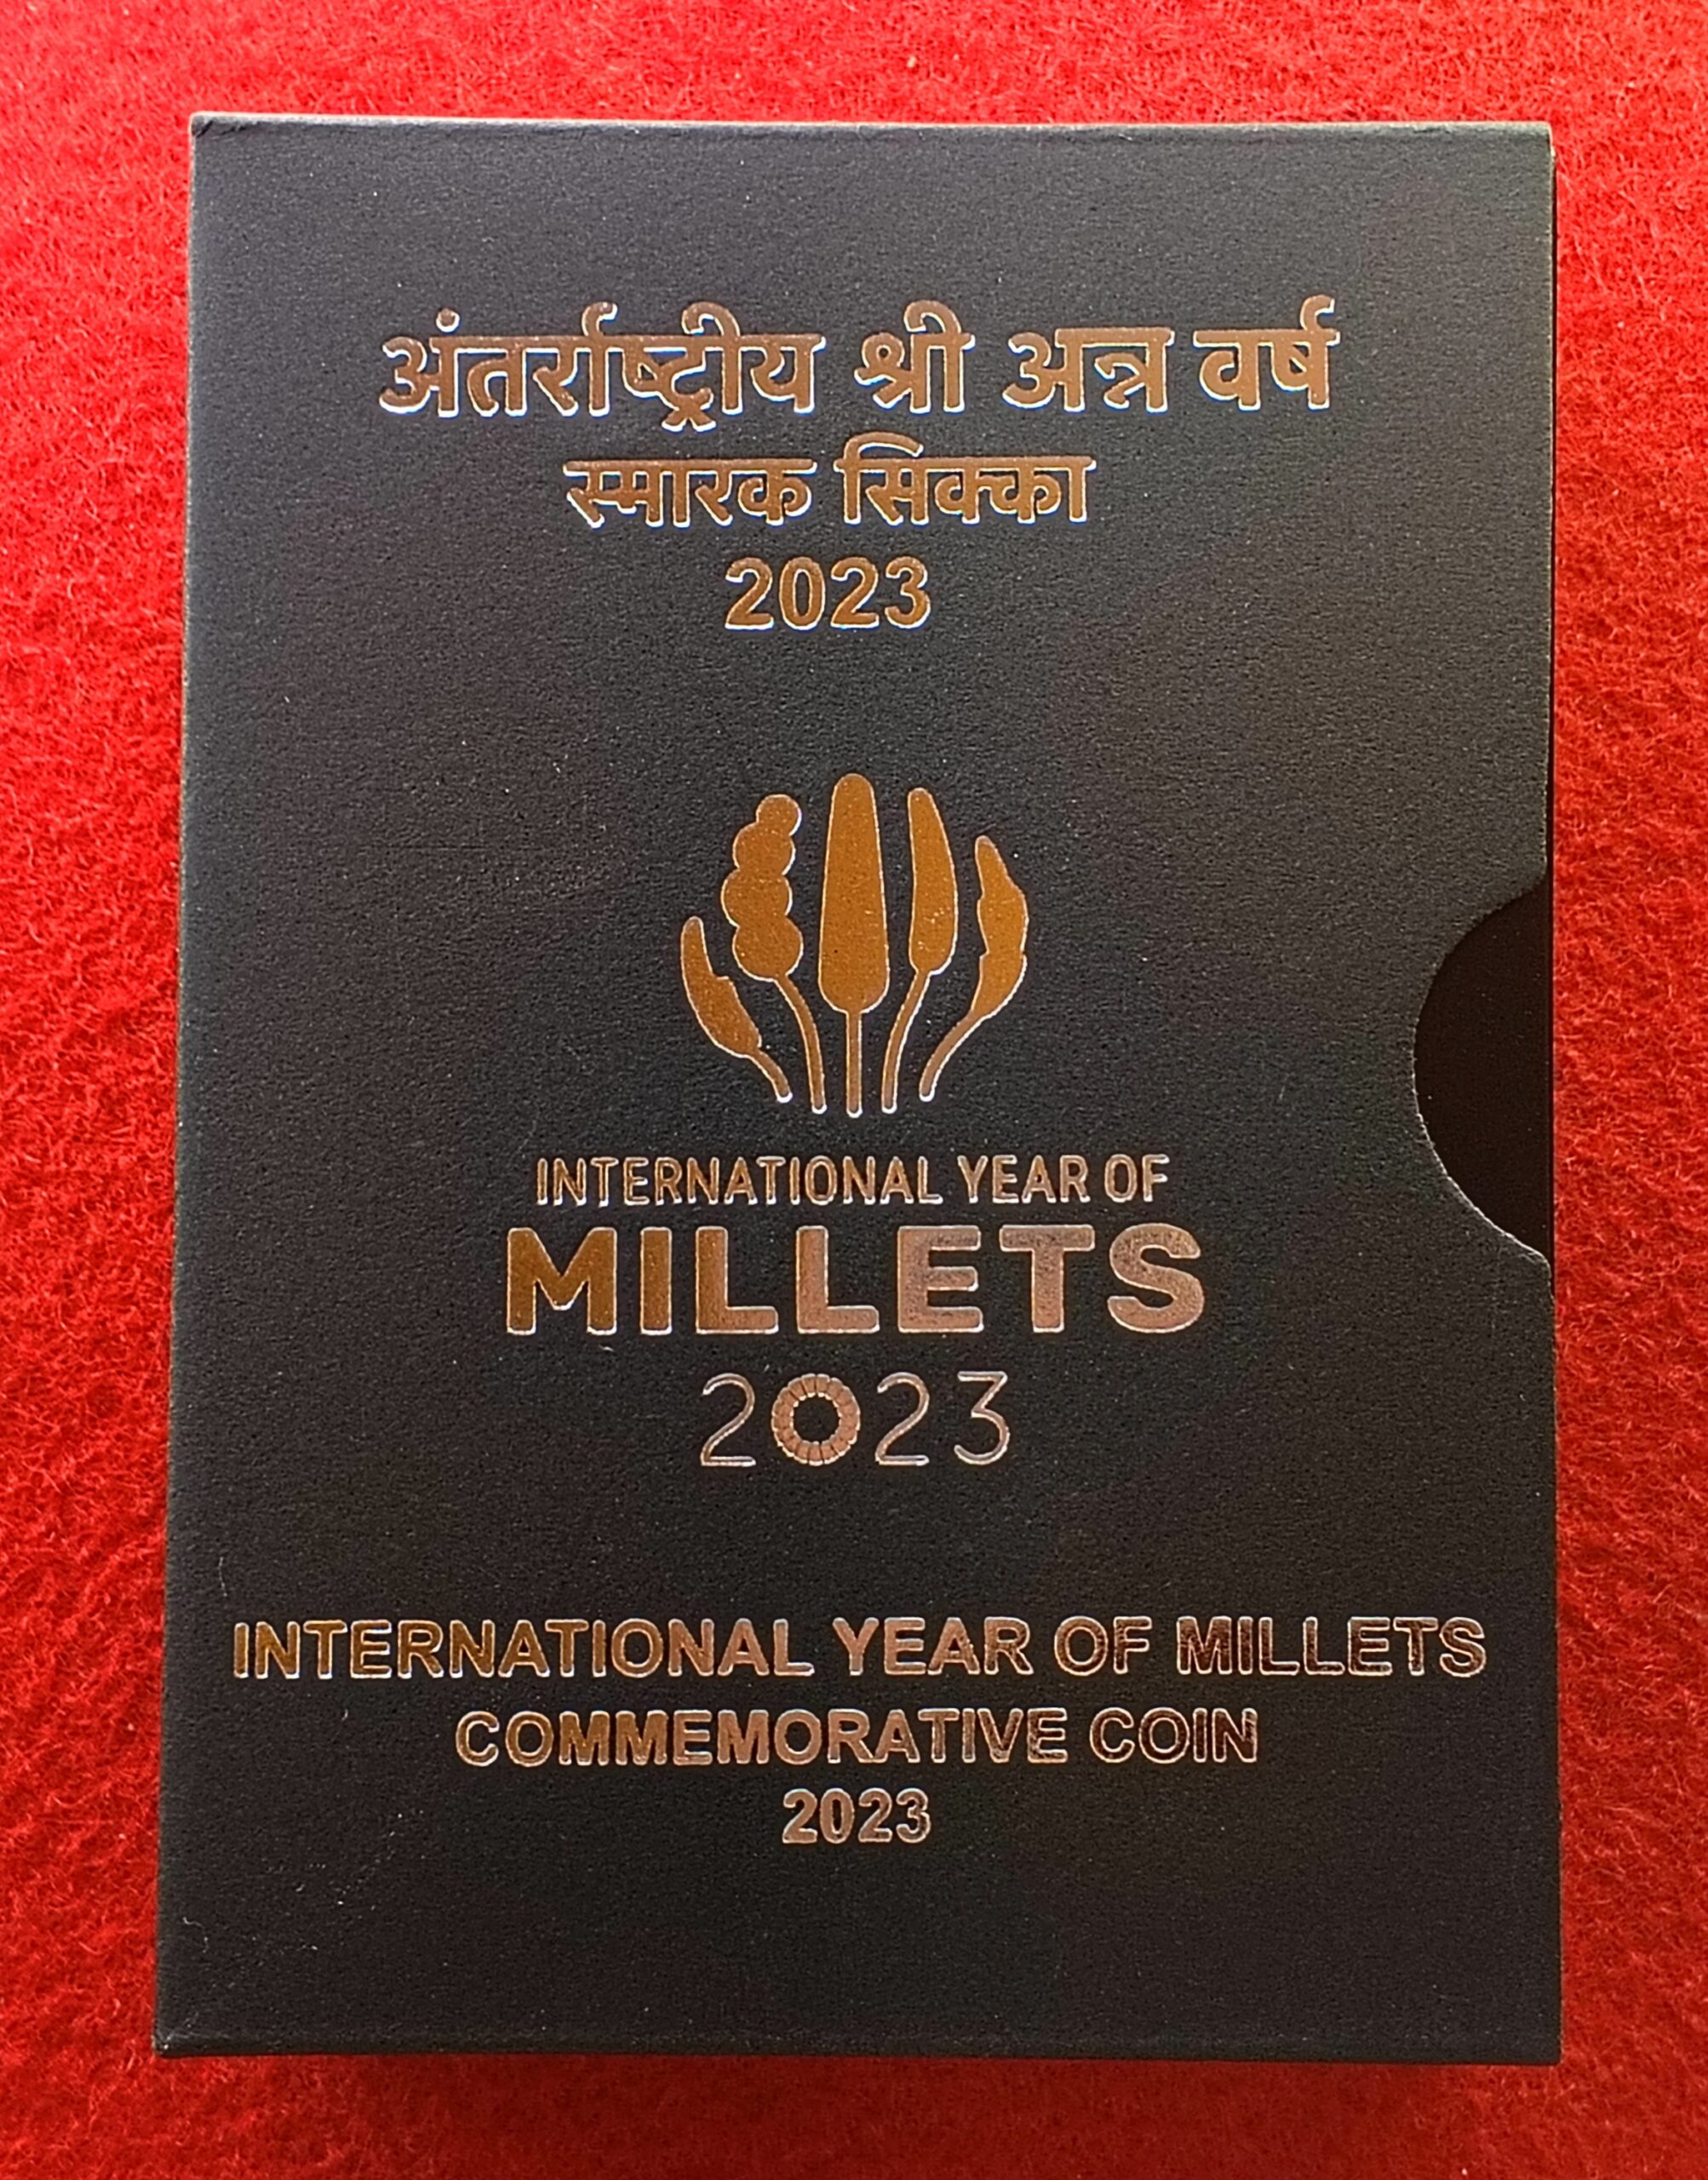 अंतर्राष्ट्रीय श्री अन्न वर्ष
स्मारक सिक्का
2023
INTERNATIONAL YEAR OF
MILLETS
2023
INTERNATIONAL YEAR OF MILLETS
COMMEMORATIVE COIN
2023